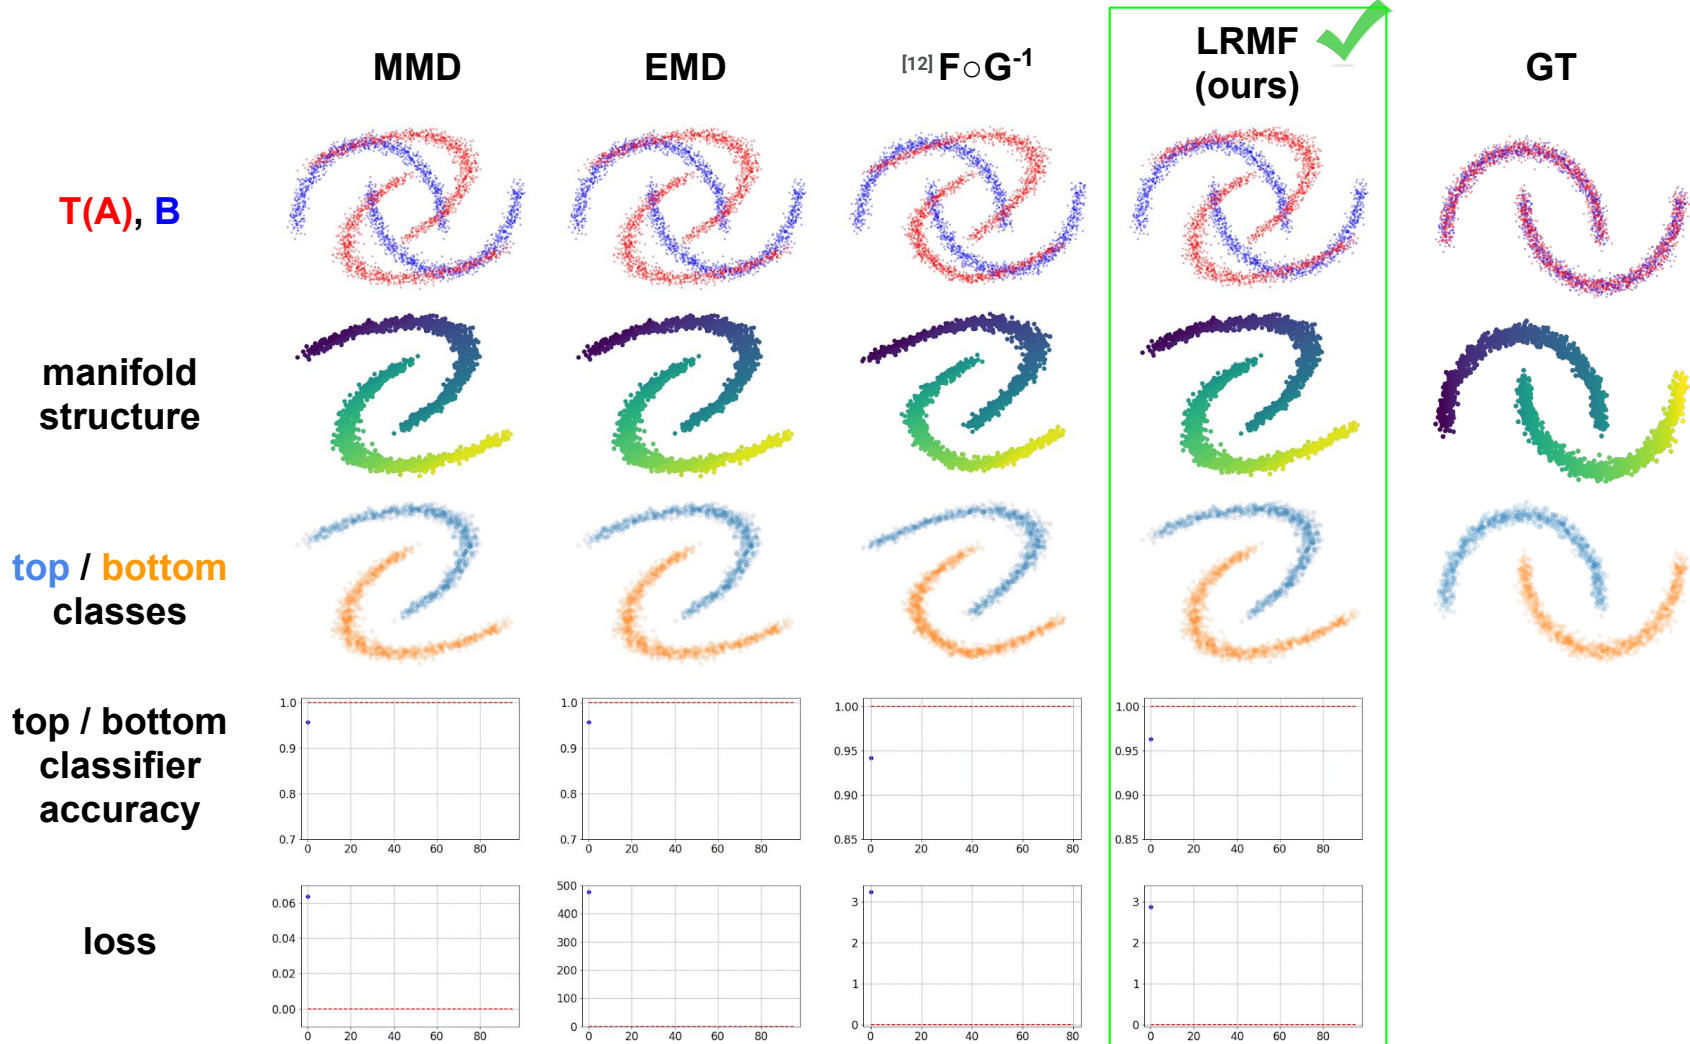 MMD
EMD
[12] F○G-1
LRMF
(ours)
GT
T(A), B
manifold
structure
top / bottom
classes
top / bottom
classifier
accuracy
1.0
0.9
0.8
0.7
0 20 40 60 80
1.0
0.9
0.8
0.7
0 20 40 60 80
1.00
0.95
0.90
0.85
0 20 40 60 80
1.00
0.95
0.90
0.85
0 20 40 60 80
loss
0.06
0.04
0.02
0.00
0 20 40 60 80
500
400
300
200
100
0
0 20 40 60 80
3
2
1
0
0 20 40 60 80
3
2
1
0
0 20 40 60 80